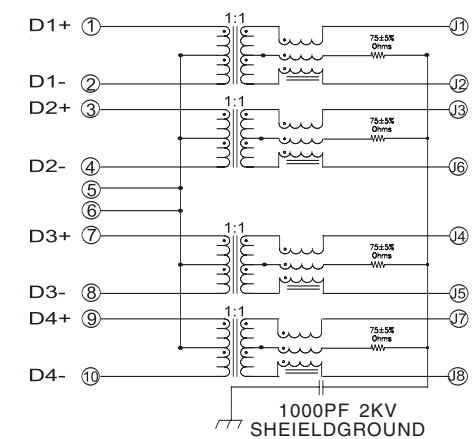 D1+ 1 1:1 J1
75±5%
Ohms
D1- 2 J2
D2+ 3 1:1 J3
75±5%
Ohms
D2- 4 J6
5
6
D3+ 7 1:1 J4
75±5%
Ohms
D3- 8 J5
D4+ 9 1:1 J7
75±5%
Ohms
D4- 10 J8
1000PF 2KV
SHEIELDGROUND